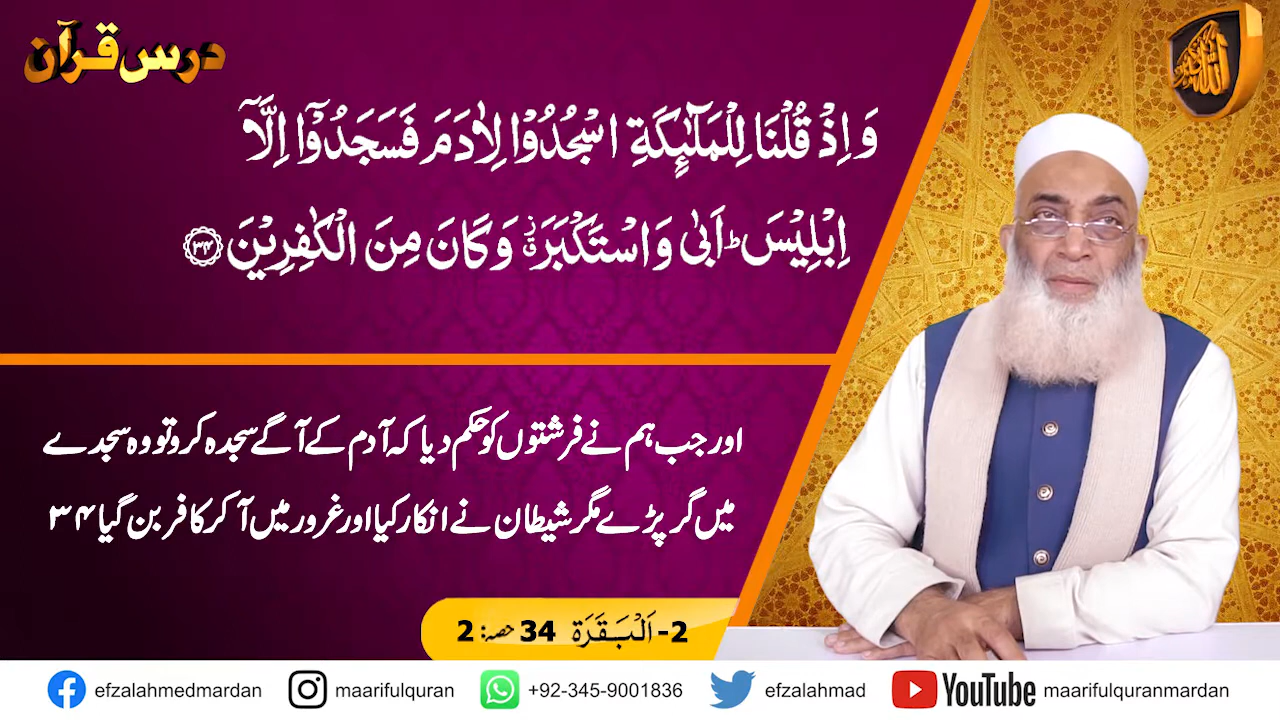 درس قرآن
وَ اِذْ قُلْنَا لِلْمَلٰٓئِكَةِ اسْجُدُوْا لِاٰدَمَ فَسَجَدُوْۤا اِلَّاۤ
اِبْلِیْسَ ؕ اَبٰى وَ اسْتَكْبَرَ ٘ۗ وَ كَانَ مِنَ الْكٰفِرِیْنَ ۳۴
اور جب ہم نے فرشتوں کو حکم دیا کہ آدم کے آگے سجدہ کرو تو وہ سجدے
میں گر پڑے مگر شیطان نے انکار کیا اور غرور میں آ کر کافر بن گیا ۳۴
2- اَلْبَقَرَة 34 حصہ: 2
efzalahmedmardan maarifulquran +92-345-9001836 efzalahmad YouTube maarifulquranmardan